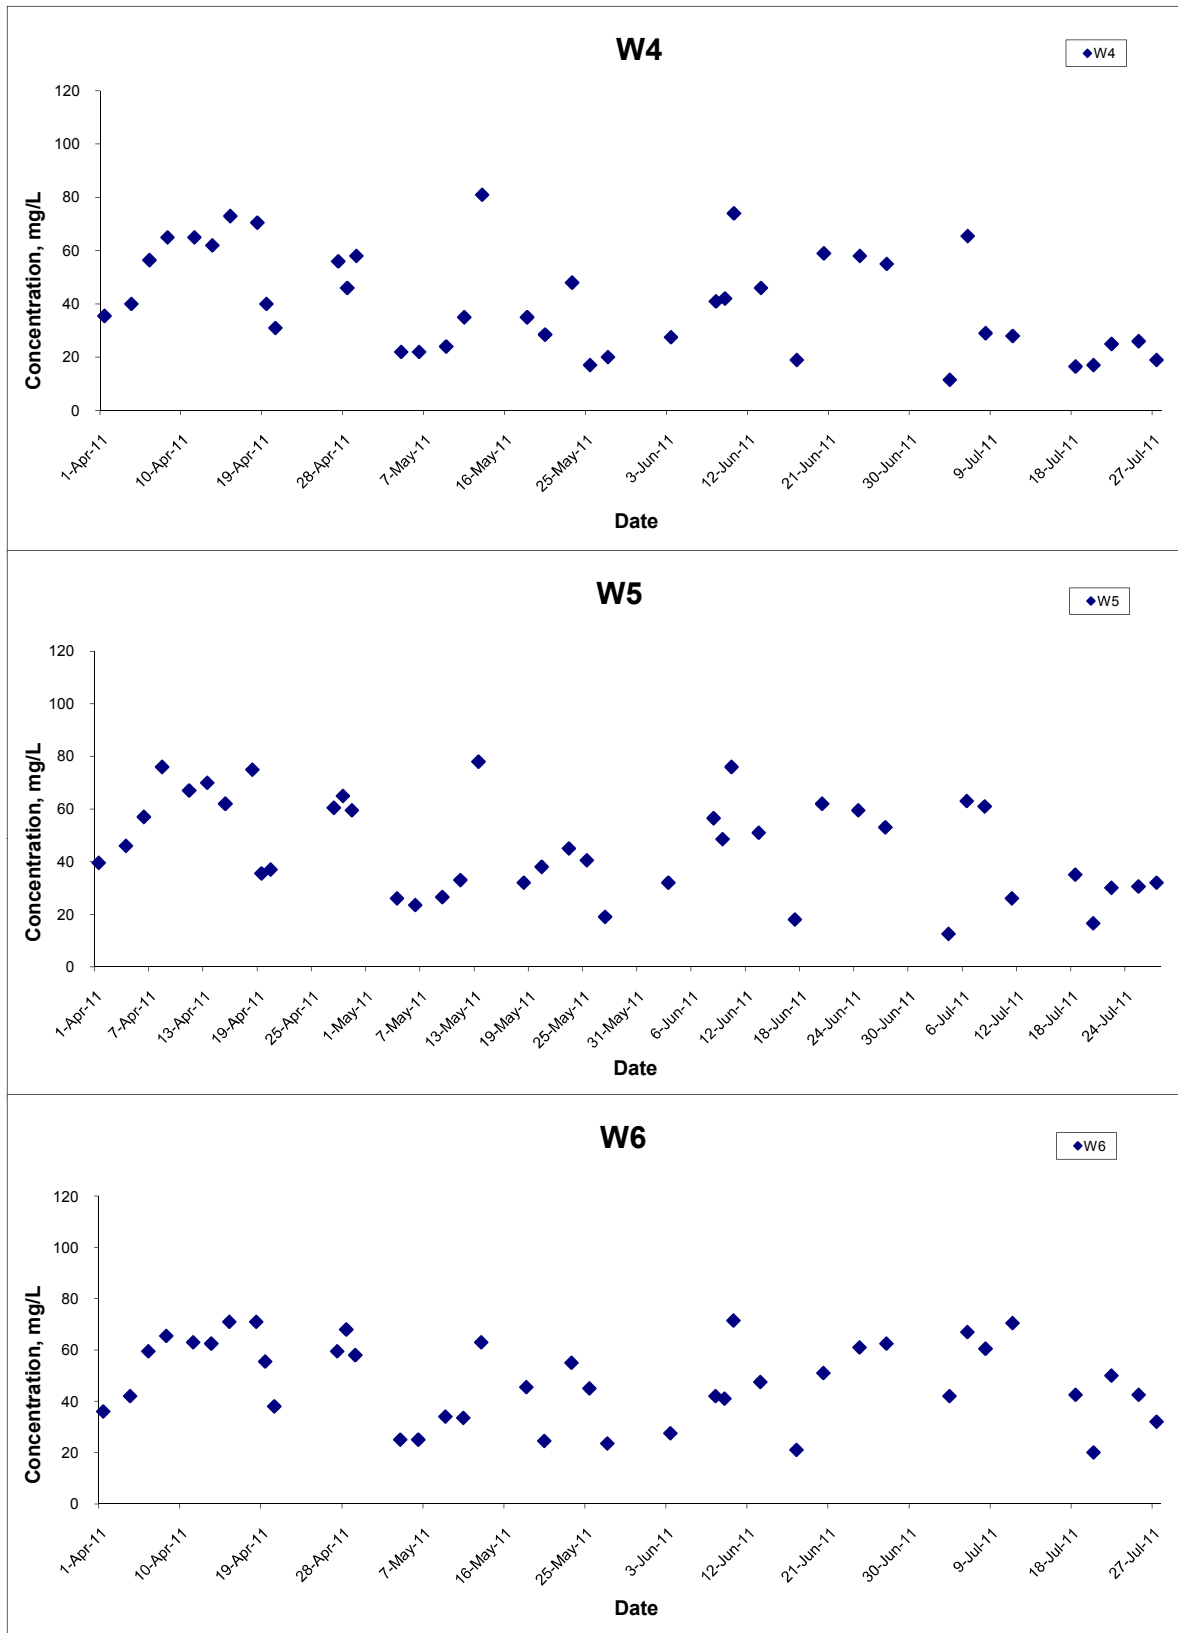 W4
W4
120
100
80
60
40
20
0
Concentration, mg/L
1-Apr-11 10-Apr-11 19-Apr-11 28-Apr-11 7-May-11 16-May-11 25-May-11 3-Jun-11 12-Jun-11 21-Jun-11 30-Jun-11 9-Jul-11 18-Jul-11 27-Jul-11
Date
W5
W5
120
100
80
60
40
20
0
Concentration, mg/L
1-Apr-11 7-Apr-11 13-Apr-11 19-Apr-11 25-Apr-11 1-May-11 7-May-11 13-May-11 19-May-11 25-May-11 31-May-11 6-Jun-11 12-Jun-11 18-Jun-11 24-Jun-11 30-Jun-11 6-Jul-11 12-Jul-11 18-Jul-11 24-Jul-11
Date
W6
W6
120
100
80
60
40
20
0
Concentration, mg/L
1-Apr-11 10-Apr-11 19-Apr-11 28-Apr-11 7-May-11 16-May-11 25-May-11 3-Jun-11 12-Jun-11 21-Jun-11 30-Jun-11 9-Jul-11 18-Jul-11 27-Jul-11
Date